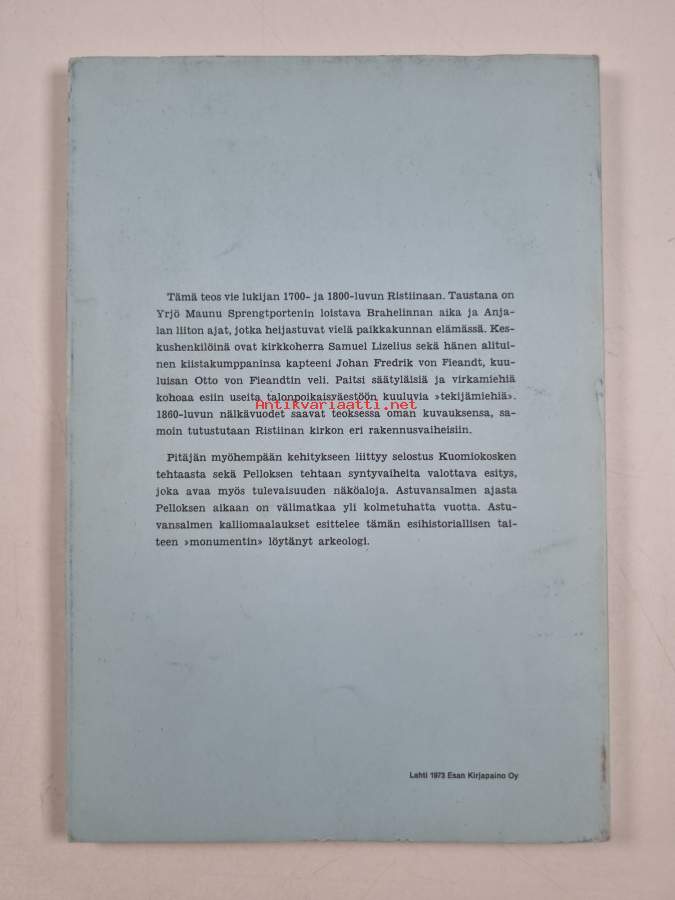 Tämä teos vie lukijan 1700- ja 1800-luvun Ristiinaan. Taustana on
Yrjö Maunu Sprengtportenin loistava Brahelinnan aika ja Anja-
lan liiton ajat, jotka heijastuvat vielä paikkakunnan elämässä. Kes-
kushenkilöinä ovat kirkkoherra Samuel Lizelius sekä hänen alitui-
nen kiistakumppaninsa kapteeni Johan Fredrik von Fieandt, kuu-
luisan Otto von Fieandtin veli. Paitsi säätyläisiä ja virkamiehiä
kohoaa esiin useita talonpoikaisväestöön kuuluvia »tekijämiehiä».
Antikvariaatti.net
1860-luvun nälkävuodet saavat teoksessa oman kuvauksensa, sa-
moin tutustutaan Ristiinan kirkon eri rakennusvaiheisiin.
Pitäjän myöhempään kehitykseen liittyy selostus Kuomiokosken
tehtaasta sekä Pelloksen tehtaan syntyvaiheita valottava esitys,
joka avaa myös tulevaisuuden näköaloja. Astuvansalmen ajasta
Pelloksen aikaan on välimatkaa yli kolmetuhatta vuotta. Astu-
vansalmen kalliomaalaukset esittelee tämän esihistoriallisen tai-
teen »monumentin» löytänyt arkeologi.
Lahti 1973 Esan Kirjapaino Oy